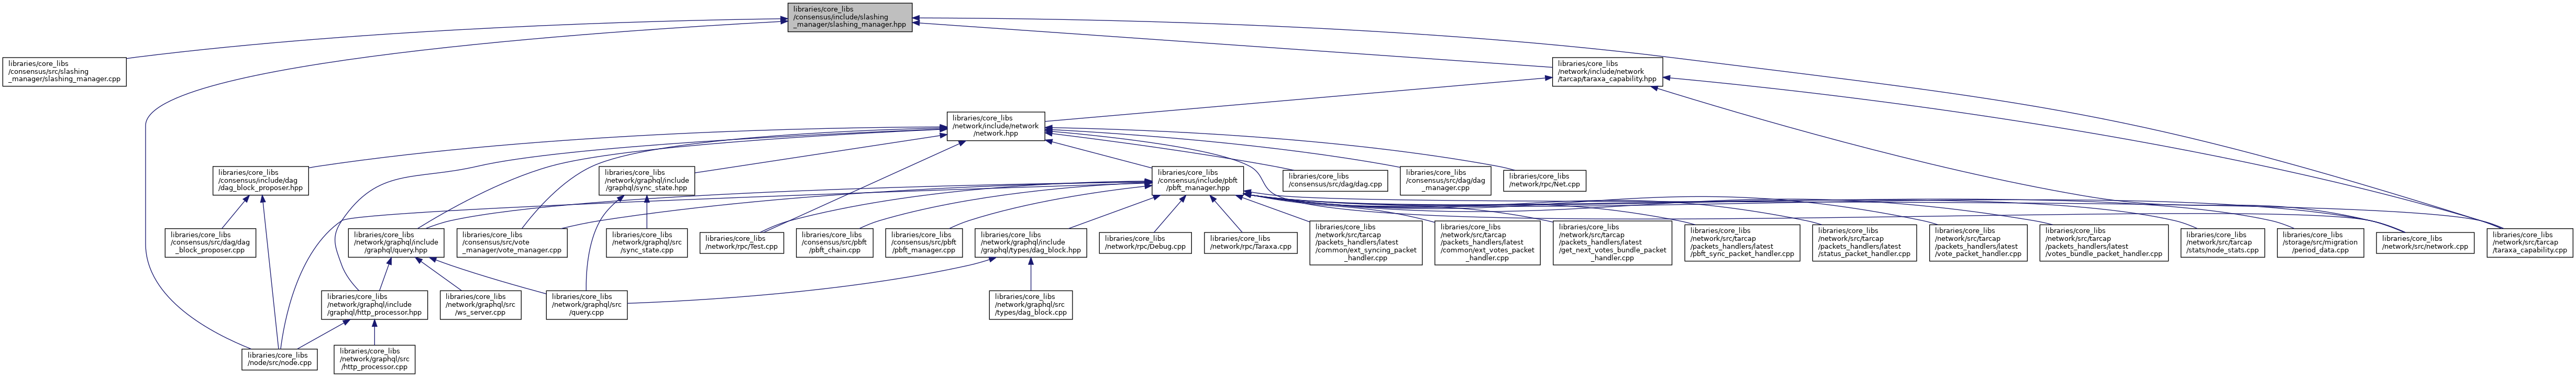 libraries/core_libs
/consensus/include/slashing
_manager/slashing_manager.hpp
libraries/core_libs
/consensus/src/slashing
_manager/slashing_manager.cpp
libraries/core_libs
/network/include/network
/tarcap/taraxa_capability.hpp
libraries/core_libs
/network/include/network
/network.hpp
libraries/core_libs
/consensus/include/dag
/dag_block_proposer.hpp
libraries/core_libs
/network/graphql/include
/graphql/sync_state.hpp
libraries/core_libs
/consensus/include/pbft
/pbft_manager.hpp
libraries/core_libs
/consensus/src/dag/dag.cpp
libraries/core_libs
/consensus/src/dag/dag
_manager.cpp
libraries/core_libs
/network/rpc/Net.cpp
libraries/core_libs
/consensus/src/dag/dag
_block_proposer.cpp
libraries/core_libs
/network/graphql/include
/graphql/query.hpp
libraries/core_libs
/consensus/src/vote
_manager/vote_manager.cpp
libraries/core_libs
/network/graphql/src
/sync_state.cpp
libraries/core_libs
/network/rpc/Test.cpp
libraries/core_libs
/consensus/src/pbft
/pbft_chain.cpp
libraries/core_libs
/consensus/src/pbft
/pbft_manager.cpp
libraries/core_libs
/network/graphql/include
/graphql/types/dag_block.hpp
libraries/core_libs
/network/rpc/Debug.cpp
libraries/core_libs
/network/rpc/Taraxa.cpp
libraries/core_libs
/network/src/tarcap
/packets_handlers/latest
/common/ext_syncing_packet
_handler.cpp
libraries/core_libs
/network/src/tarcap
/packets_handlers/latest
/common/ext_votes_packet
_handler.cpp
libraries/core_libs
/network/src/tarcap
/packets_handlers/latest
/get_next_votes_bundle_packet
_handler.cpp
libraries/core_libs
/network/src/tarcap
/packets_handlers/latest
/pbft_sync_packet_handler.cpp
libraries/core_libs
/network/src/tarcap
/packets_handlers/latest
/status_packet_handler.cpp
libraries/core_libs
/network/src/tarcap
/packets_handlers/latest
/vote_packet_handler.cpp
libraries/core_libs
/network/src/tarcap
/packets_handlers/latest
/votes_bundle_packet_handler.cpp
libraries/core_libs
/network/src/tarcap
/stats/node_stats.cpp
libraries/core_libs
/storage/src/migration
/period_data.cpp
libraries/core_libs
/network/src/network.cpp
libraries/core_libs
/network/src/tarcap
/taraxa_capability.cpp
libraries/core_libs
/network/graphql/include
/graphql/http_processor.hpp
libraries/core_libs
/network/graphql/src
/ws_server.cpp
libraries/core_libs
/network/graphql/src
/query.cpp
libraries/core_libs
/network/graphql/src
/types/dag_block.cpp
libraries/core_libs
/node/src/node.cpp
libraries/core_libs
/network/graphql/src
/http_processor.cpp